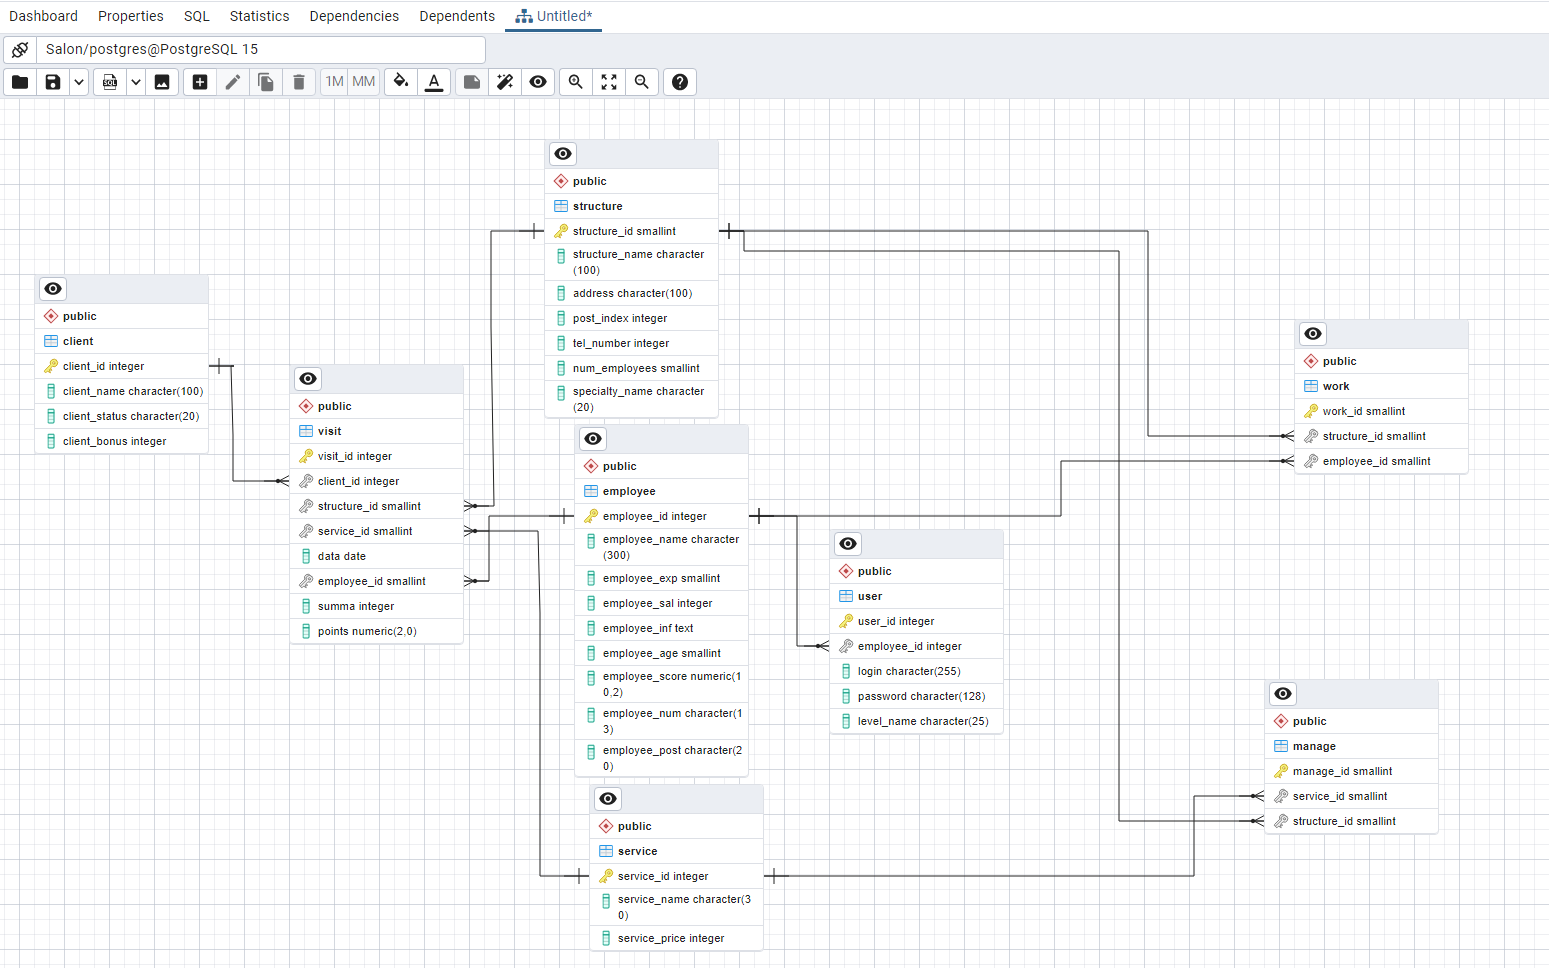 Dashboard Properties SQL Statistics Dependencies Dependents Untitled*
Salon/postgres@PostgreSQL 15
SQL 1M MM A
public
structure
structure_id smallint
structure_name character
(100)
address character(100)
post_index integer
tel_number integer
num_employees smallint
specialty_name character
(20)
public
client
client_id integer
client_name character(100)
client_status character(20)
client_bonus integer
public
visit
visit_id integer
client_id integer
structure_id smallint
service_id smallint
data date
employee_id smallint
summa integer
points numeric(2,0)
public
employee
employee_id integer
employee_name character
(300)
employee_exp smallint
employee_sal integer
employee_inf text
employee_age smallint
employee_score numeric(1
0,2)
employee_num character(1
3)
employee_post character(2
0)
public
user
user_id integer
employee_id integer
login character(255)
password character(128)
level_name character(25)
public
work
work_id smallint
structure_id smallint
employee_id smallint
public
manage
manage_id smallint
service_id smallint
structure_id smallint
public
service
service_id integer
service_name character(3
0)
service_price integer